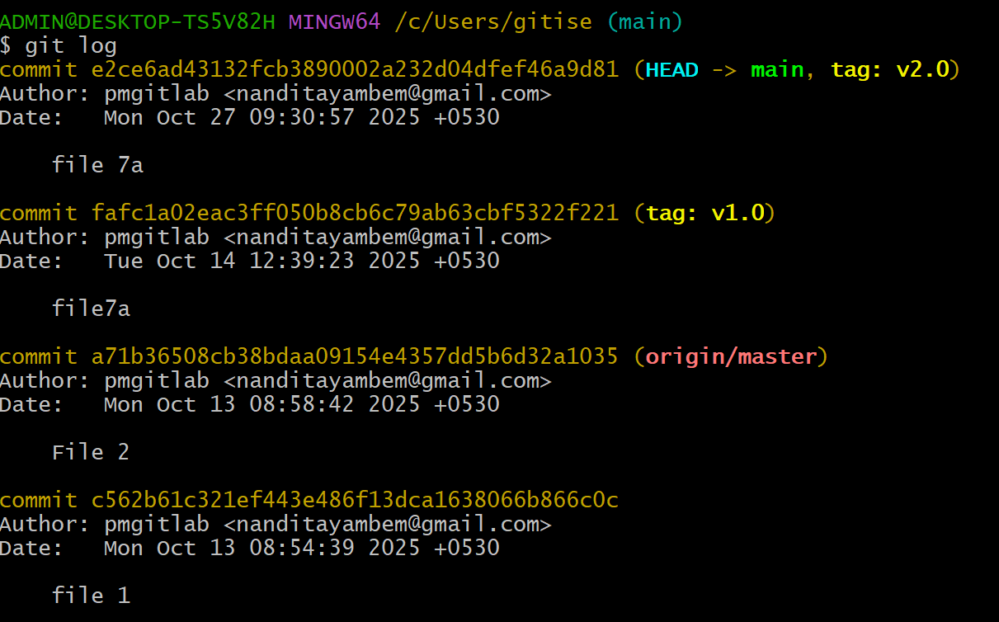 ADMIN@DESKTOP-TS5V82H MINGW64 /c/Users/gitise (main)
$ git log
commit e2ce6ad43132fcb3890002a232d04dfef46a9d81 (HEAD -> main, tag: v2.0)
Author: pmgitlab <nanditayambem@gmail.com>
Date:   Mon Oct 27 09:30:57 2025 +0530

    file 7a

commit fafc1a02eac3ff050b8cb6c79ab63cbf5322f221 (tag: v1.0)
Author: pmgitlab <nanditayambem@gmail.com>
Date:   Tue Oct 14 12:39:23 2025 +0530

    file7a

commit a71b36508cb38bdaa09154e4357dd5b6d32a1035 (origin/master)
Author: pmgitlab <nanditayambem@gmail.com>
Date:   Mon Oct 13 08:58:42 2025 +0530

    File 2

commit c562b61c321ef443e486f13dca1638066b866c0c
Author: pmgitlab <nanditayambem@gmail.com>
Date:   Mon Oct 13 08:54:39 2025 +0530

    file 1